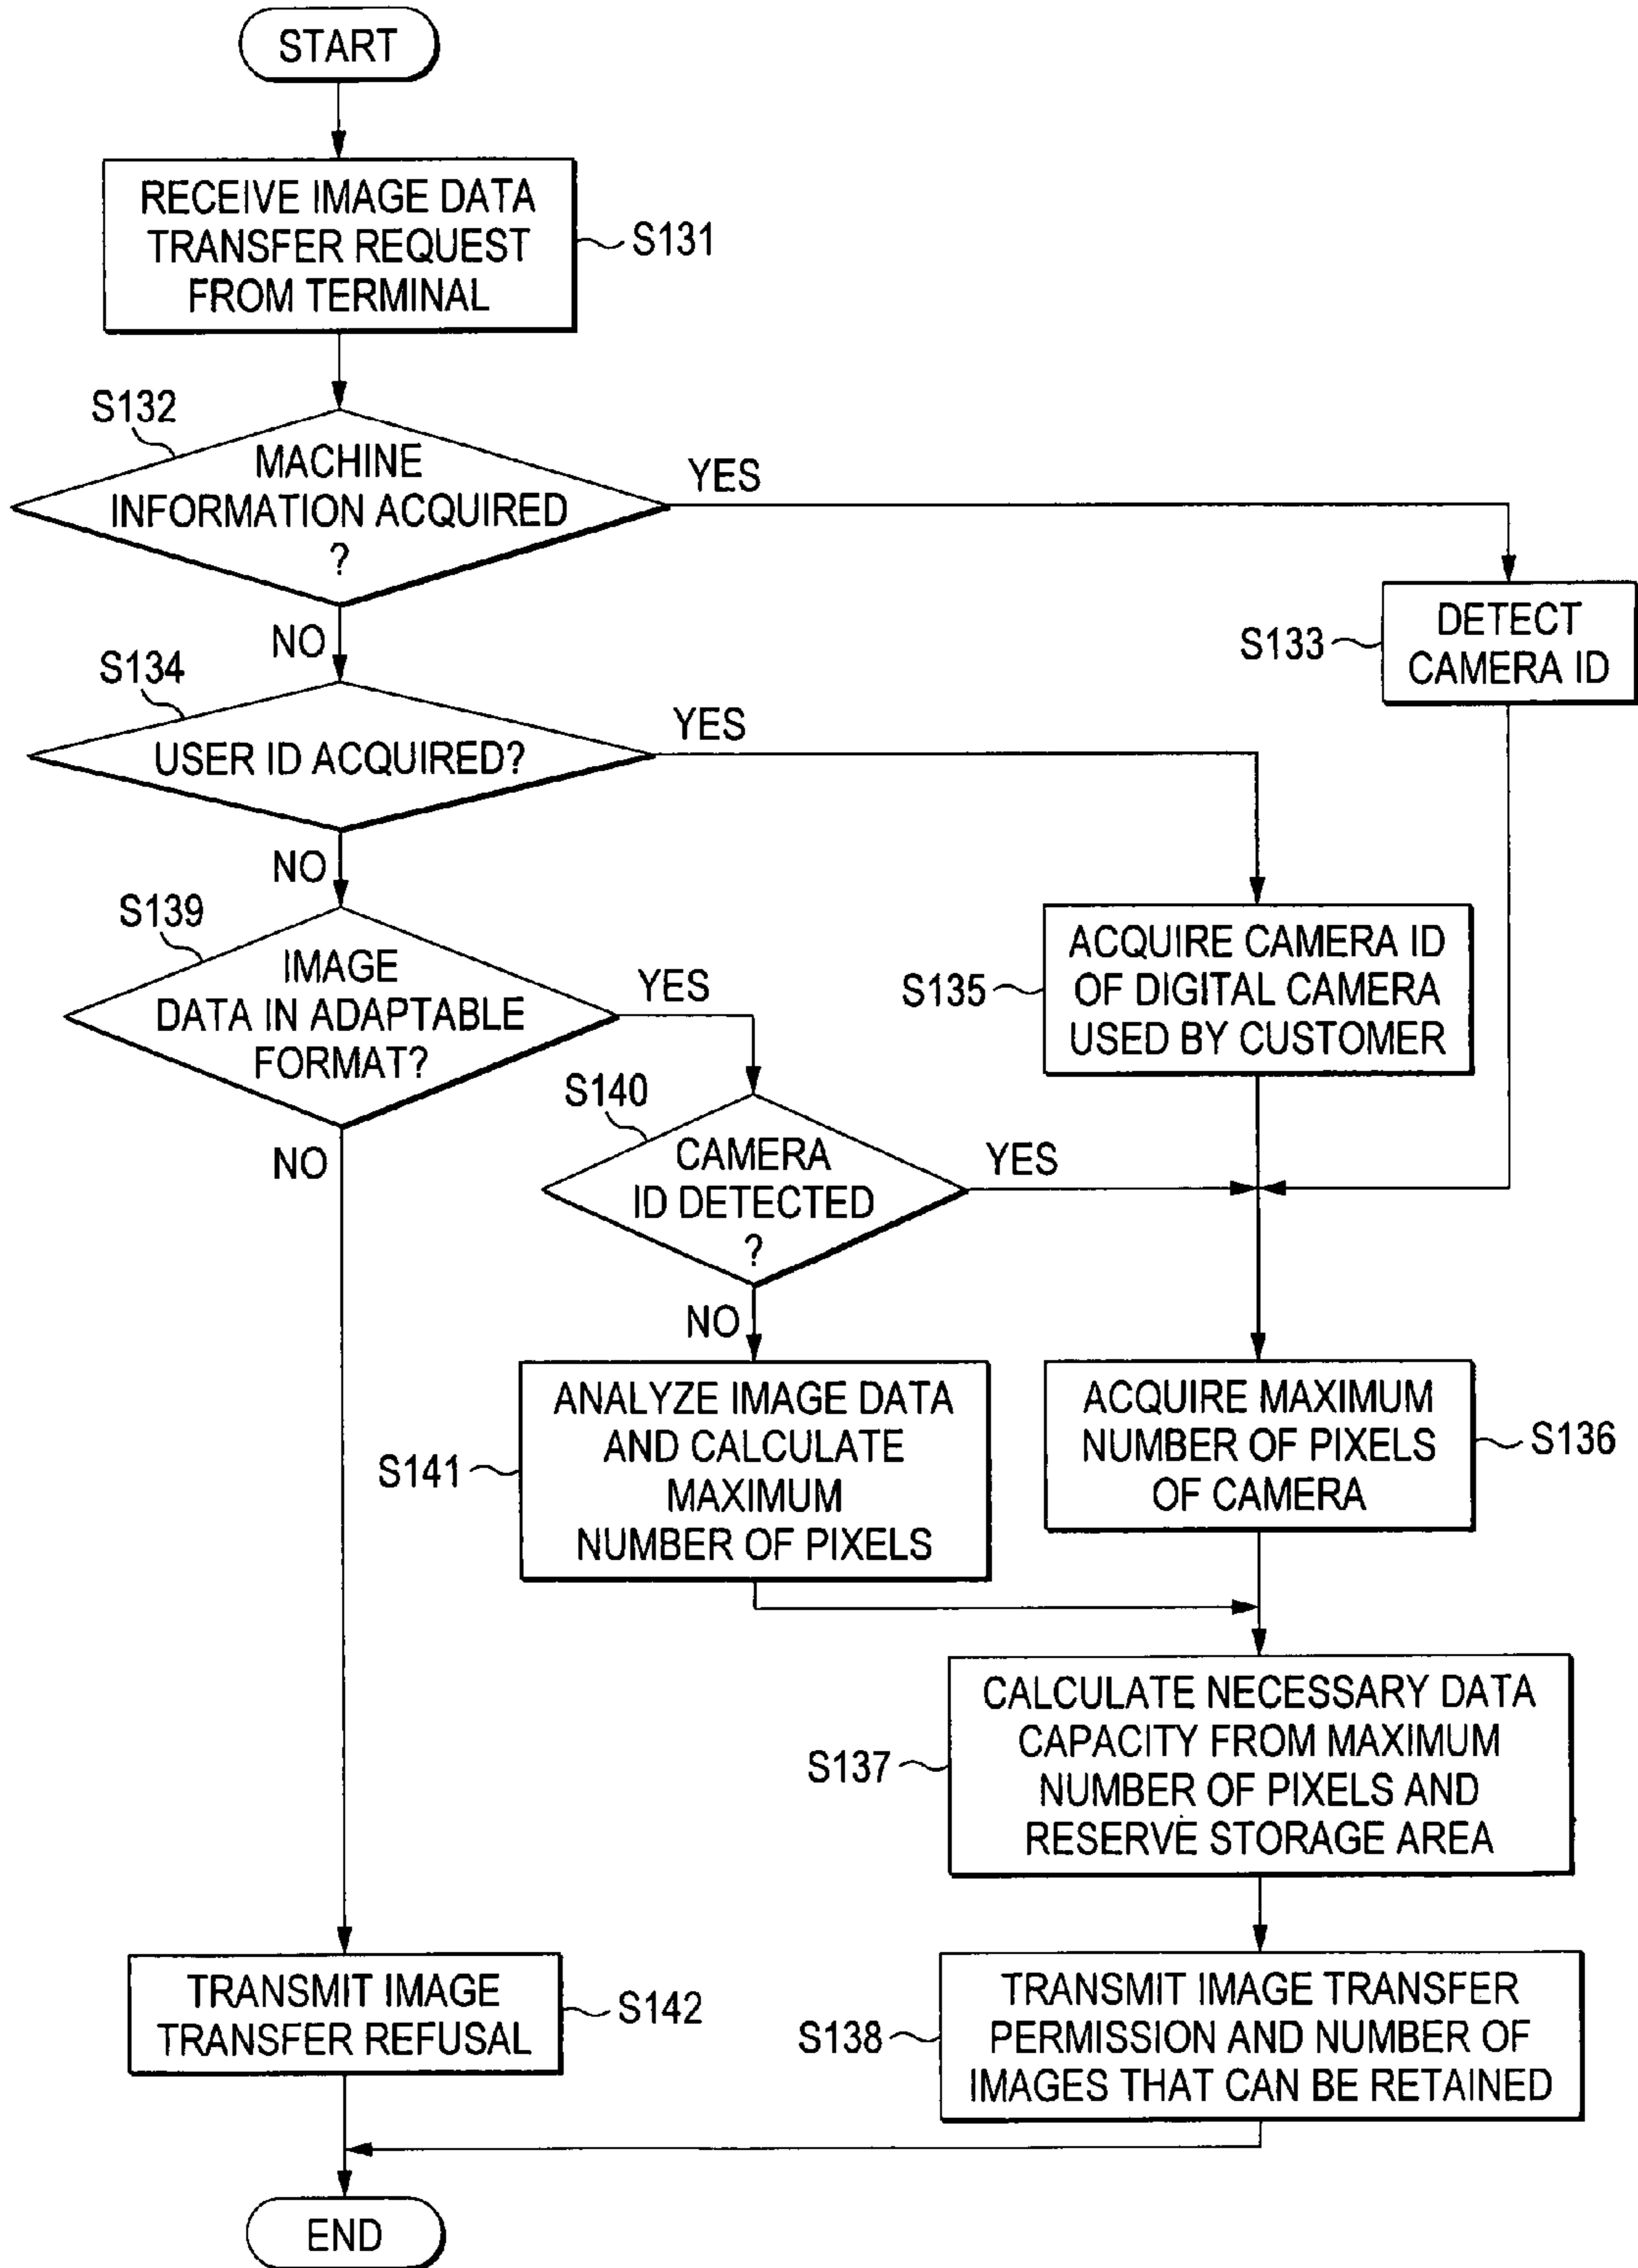 START
RECEIVE IMAGE DATA
TRANSFER REQUEST
FROM TERMINAL
S131
S132
MACHINE
INFORMATION ACQUIRED
?
YES
NO
S133
DETECT
CAMERA ID
S134
USER ID ACQUIRED?
YES
NO
S135
ACQUIRE CAMERA ID
OF DIGITAL CAMERA
USED BY CUSTOMER
S139
IMAGE
DATA IN ADAPTABLE
FORMAT?
YES
NO
S140
CAMERA
ID DETECTED
?
YES
NO
S141
ANALYZE IMAGE DATA
AND CALCULATE
MAXIMUM
NUMBER OF PIXELS
ACQUIRE MAXIMUM
NUMBER OF PIXELS
OF CAMERA
S136
S137
CALCULATE NECESSARY DATA
CAPACITY FROM MAXIMUM
NUMBER OF PIXELS AND
RESERVE STORAGE AREA
TRANSMIT IMAGE
TRANSFER REFUSAL
S142
S138
TRANSMIT IMAGE TRANSFER
PERMISSION AND NUMBER OF
IMAGES THAT CAN BE RETAINED
END